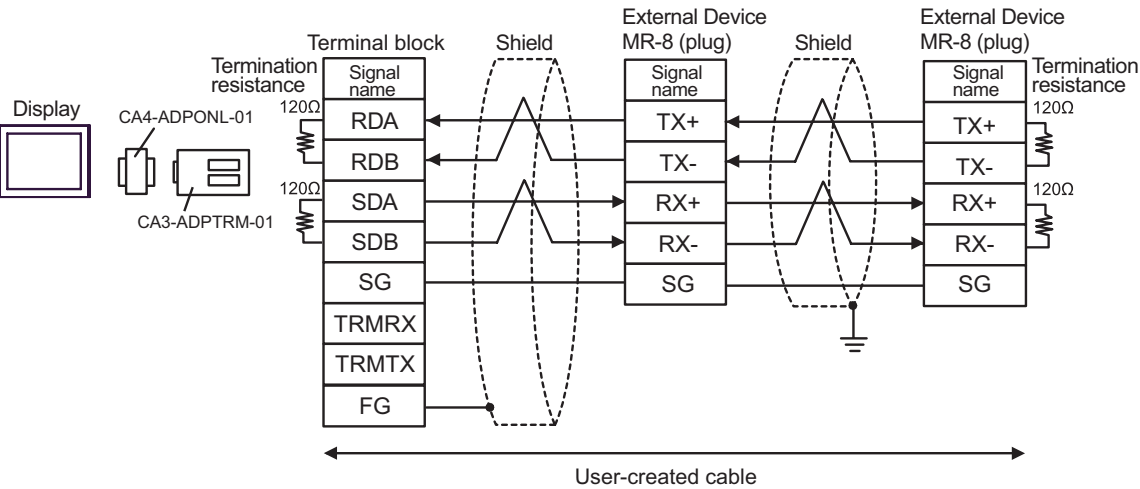 Display
CA4-ADPONL-01
CA3-ADPTRM-01
Termination
resistance
120Ω
120Ω
Terminal block
Signal
name
RDA
RDB
SDA
SDB
SG
TRMRX
TRMTX
FG
Shield
External Device
MR-8 (plug)
Signal
name
TX+
TX-
RX+
RX-
SG
Shield
External Device
MR-8 (plug)
Signal
name
TX+
TX-
RX+
RX-
SG
Termination
resistance
120Ω
120Ω
User-created cable